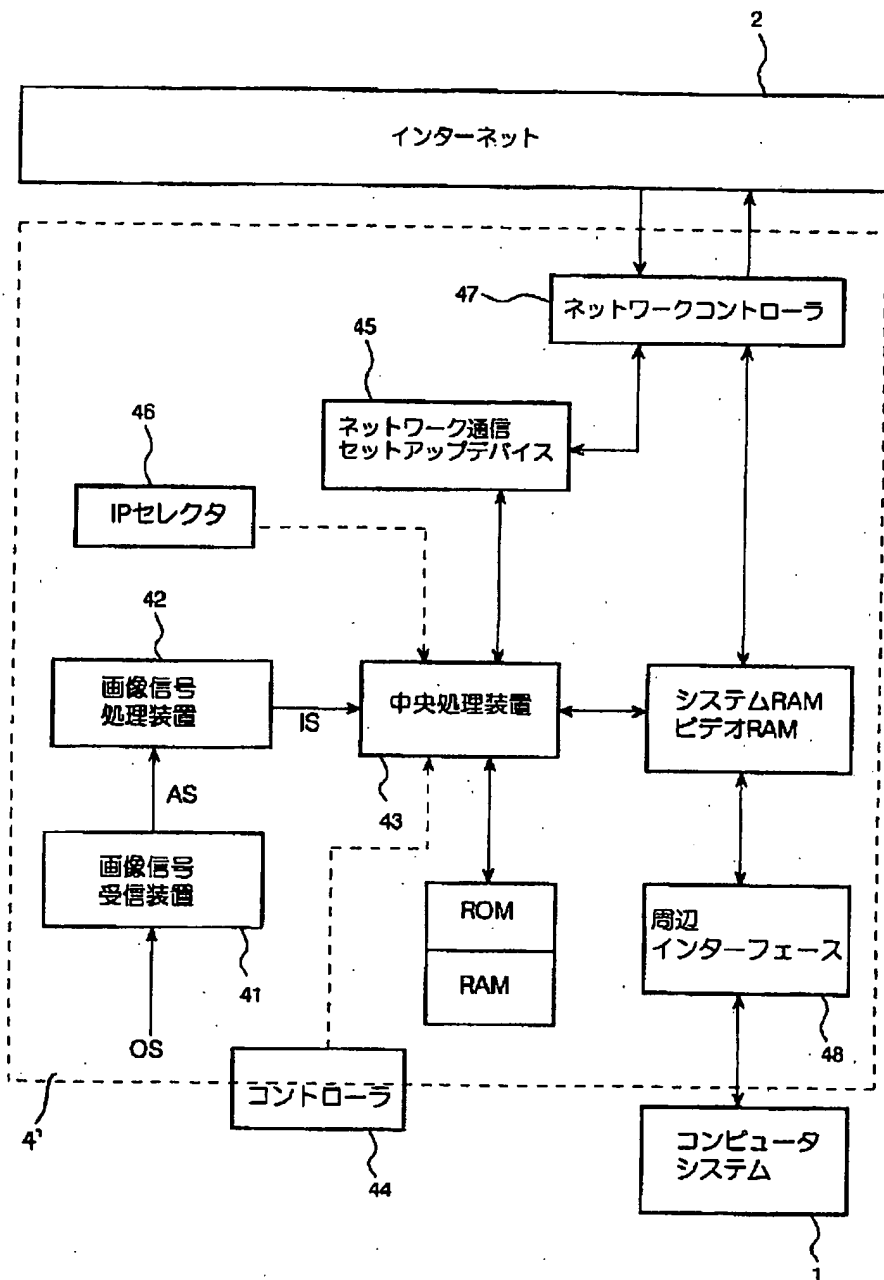 2
インターネット
47
ネットワークコントローラ
45
ネットワーク通信
セットアップデバイス
46
IPセレクタ
42
画像信号
処理装置
IS
中央処理装置
43
システムRAM
ビデオRAM
AS
画像信号
受信装置
41
OS
ROM
RAM
周辺
インターフェース
48
コントローラ
44
4'
コンピュータ
システム
1